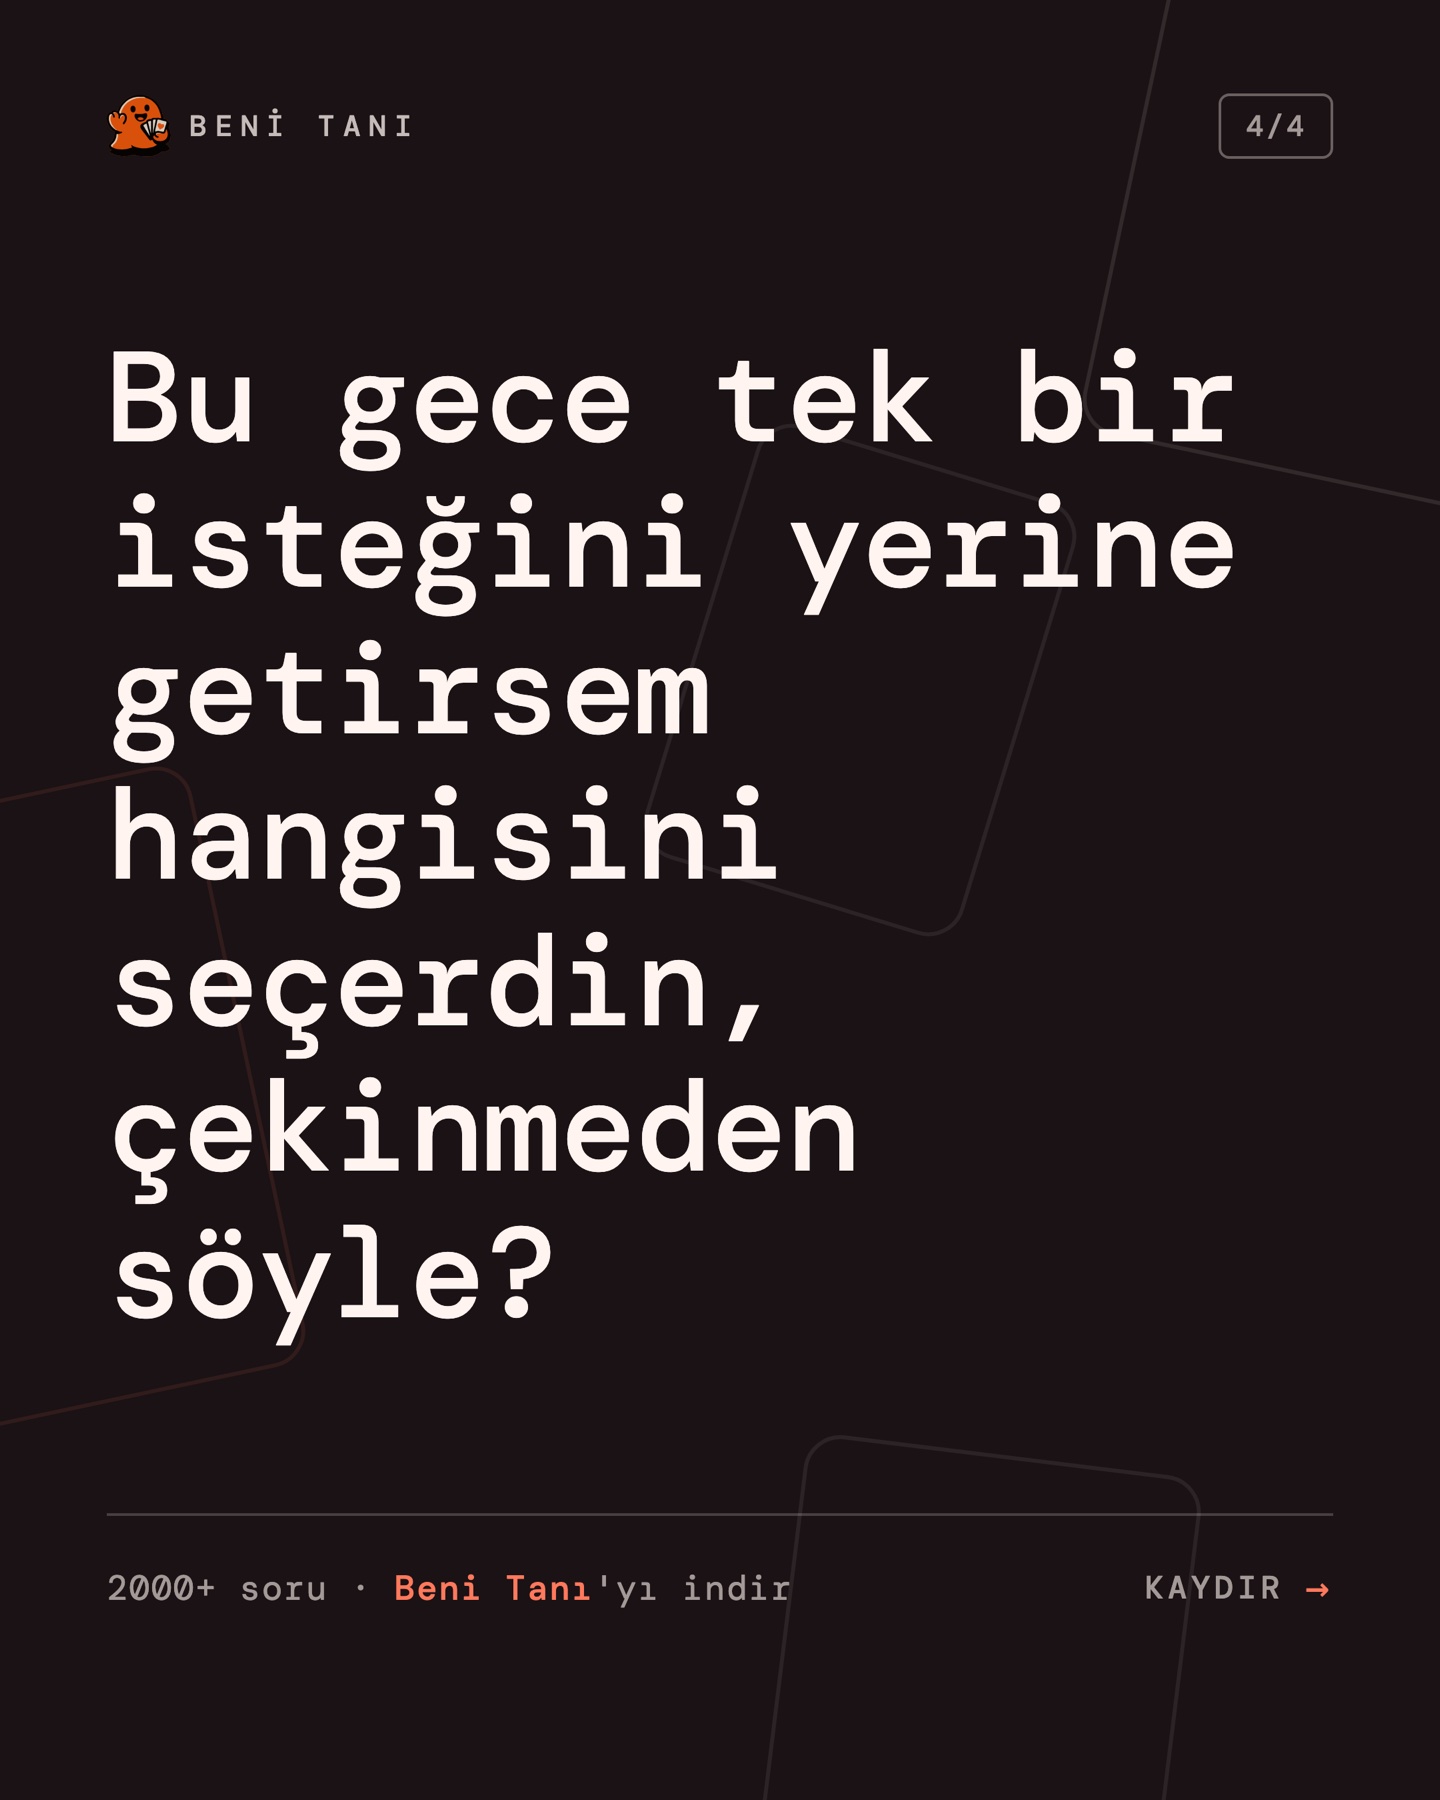 BENİ TANI
4/4
Bu gece tek bir
isteğini yerine
getirsem
hangisini
seçerdin,
çekinmeden
söyle?
2000+ soru · Beni Tanı'yı indir
KAYDIR →